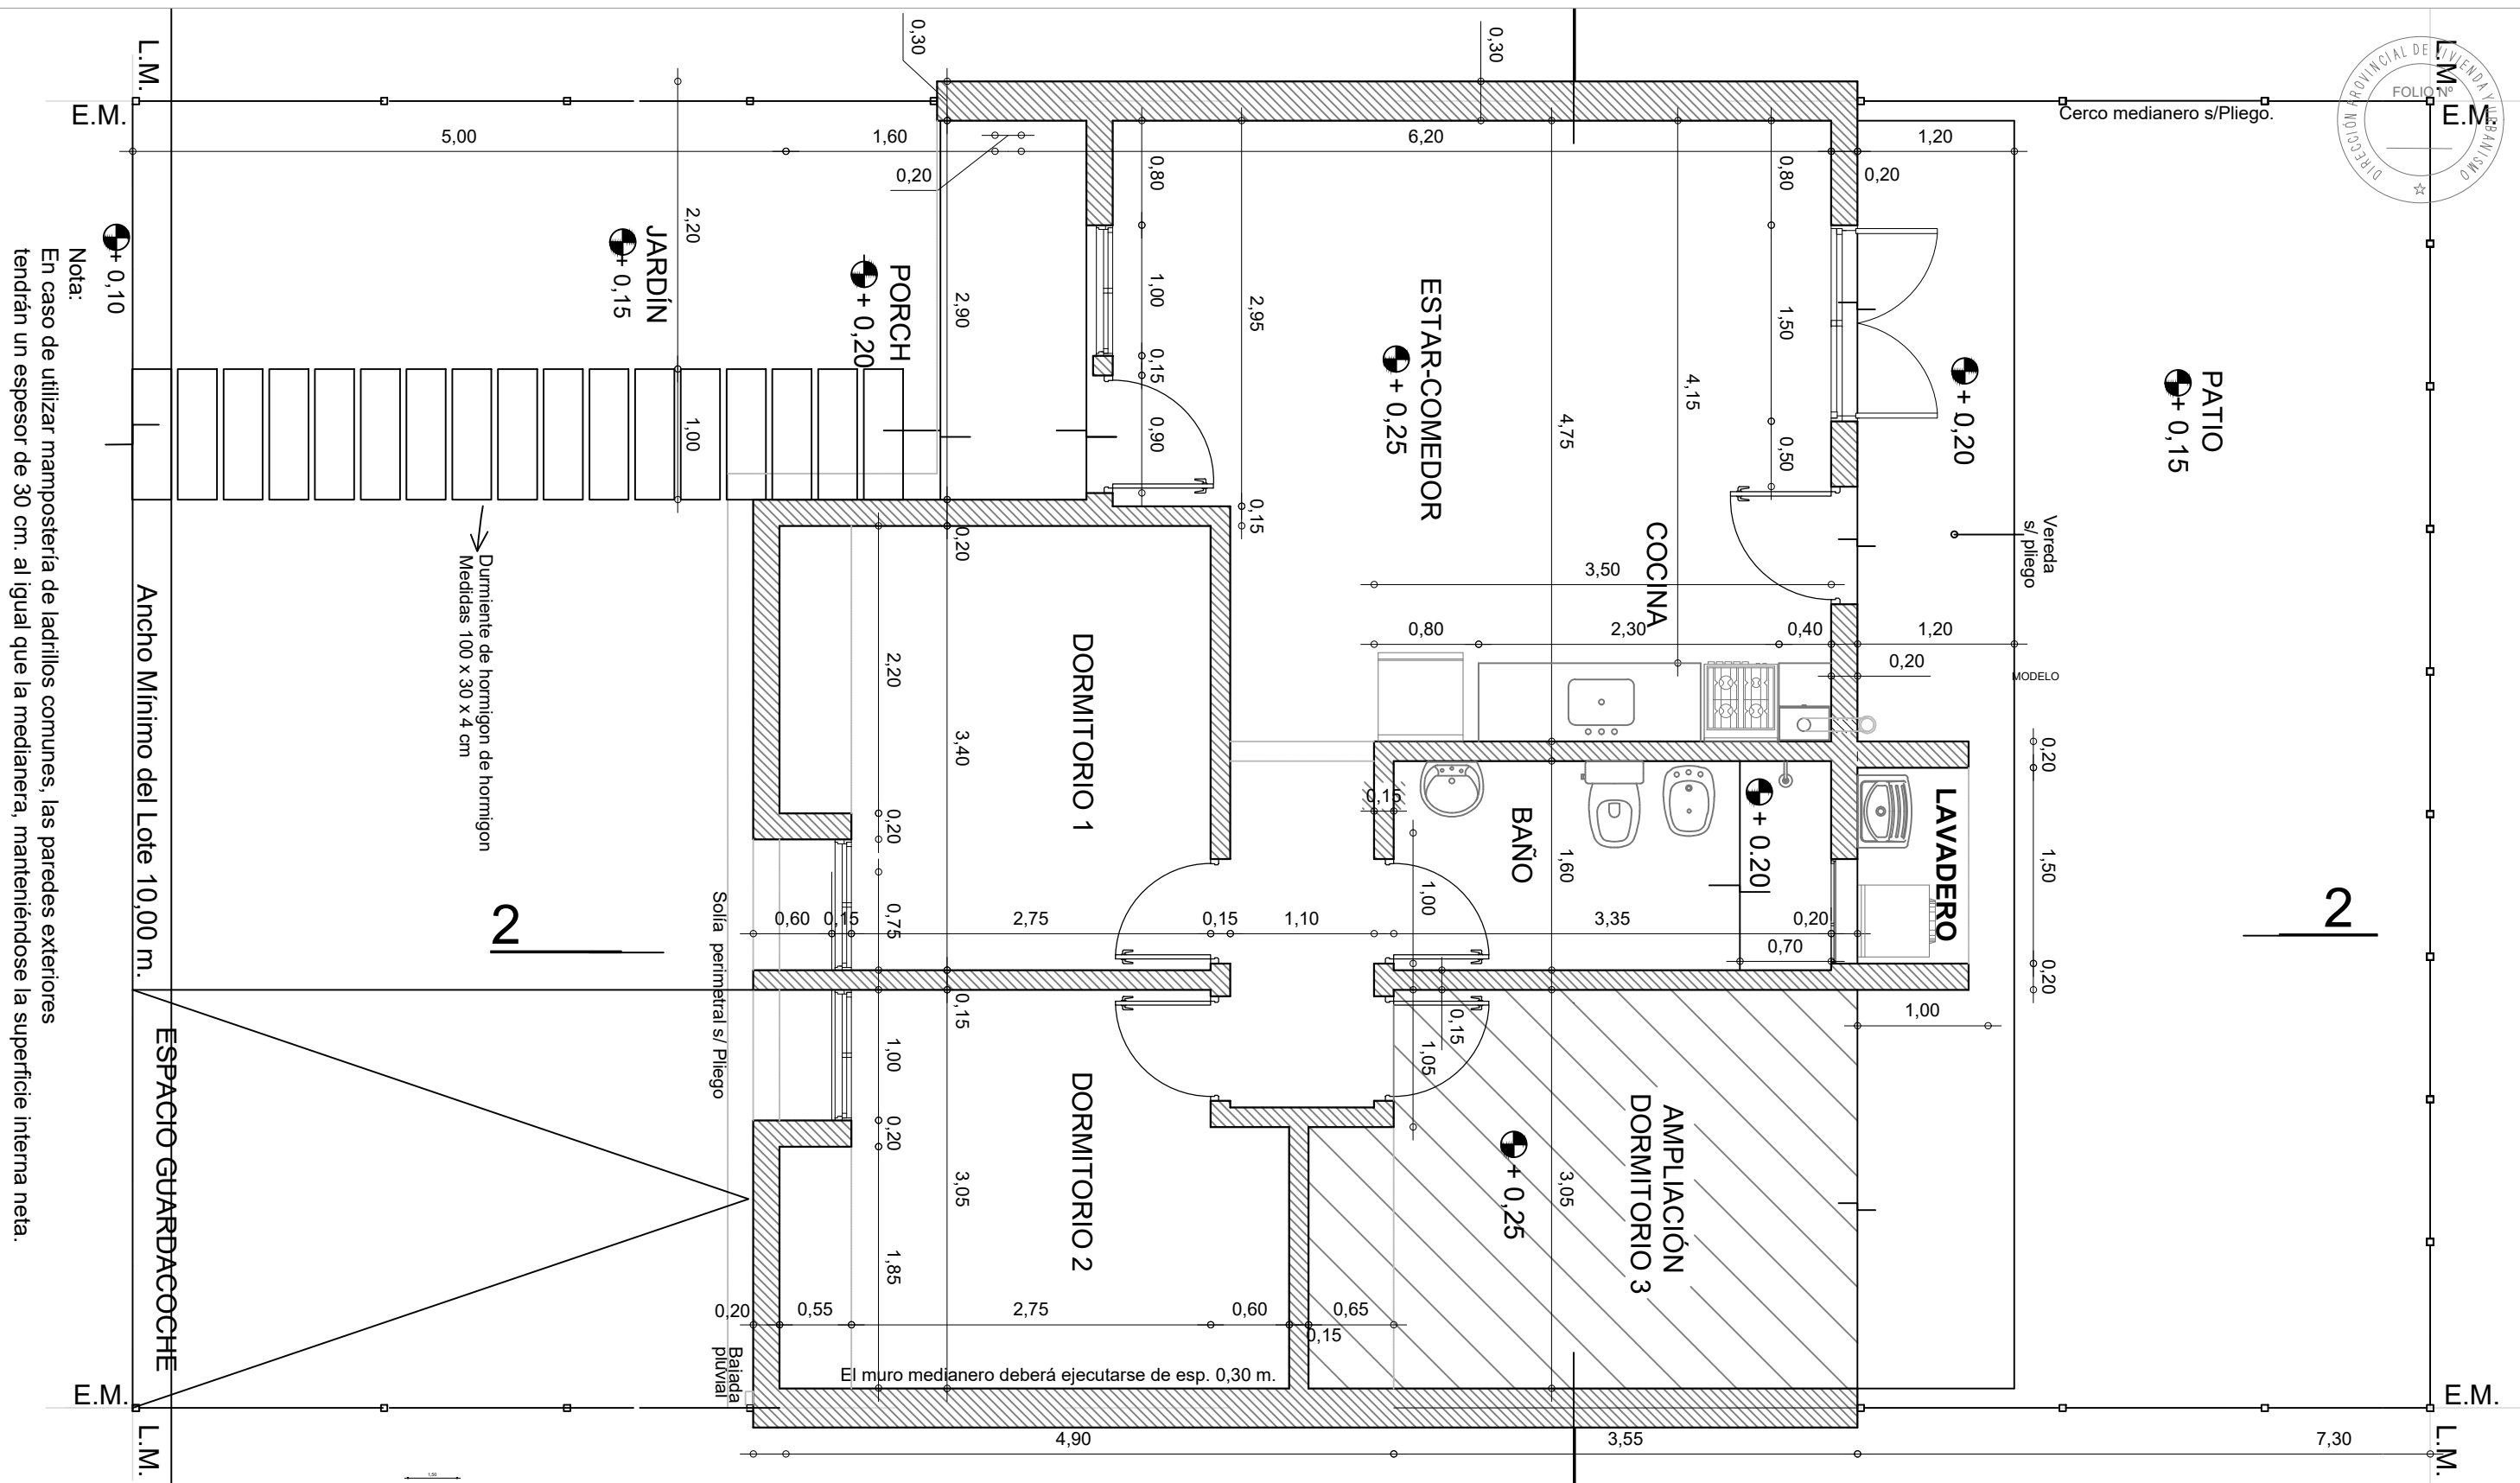 L.M.
E.M.
0,30
0,30
L.M.
E.M.
DIRECCIÓN PROVINCIAL DE VIVIENDA Y URBANISMO
FOLIO Nº
Cerco medianero s/Pliego.
5,00
1,60
6,20
1,20
0,20
0,20
0,80
0,80
2,20
2,90
1,00
2,95
1,50
4,15
4,75
0,15
0,90
0,50
1,00
0,15
+ 0,10
JARDÍN
+ 0,15
PORCH
+ 0,20
ESTAR-COMEDOR
+ 0,25
+ 0,20
PATIO
+ 0,15
Vereda
s/ pliego
COCINA
3,50
0,80
2,30
0,40
1,20
0,20
MODELO
Durmiente de hormigon de hormigon
Medidas 100 x 30 x 4 cm
0,20
2,20
3,40
0,20
0,75
DORMITORIO 1
0,15
BAÑO
1,60
1,00
+ 0.20
LAVADERO
0,20
1,50
0,20
2
2
0,60
0,15
2,75
0,15
1,10
3,35
0,20
0,70
1,00
Solía perimetral s/ Pliego
0,15
1,00
0,20
3,05
1,85
DORMITORIO 2
0,15
1,05
3,05
AMPLIACIÓN
DORMITORIO 3
+ 0,25
0,20
0,55
2,75
0,60
0,65
0,15
El muro medianero deberá ejecutarse de esp. 0,30 m.
Bajada
pluvial
Ancho Mínimo del Lote 10,00 m.
ESPACIO GUARDACOCHE
Nota:
En caso de utilizar mampostería de ladrillos comunes, las paredes exteriores
tendrán un espesor de 30 cm. al igual que la medianera, manteniéndose la superficie interna neta.
E.M.
L.M.
E.M.
L.M.
4,90
3,55
7,30
1,50